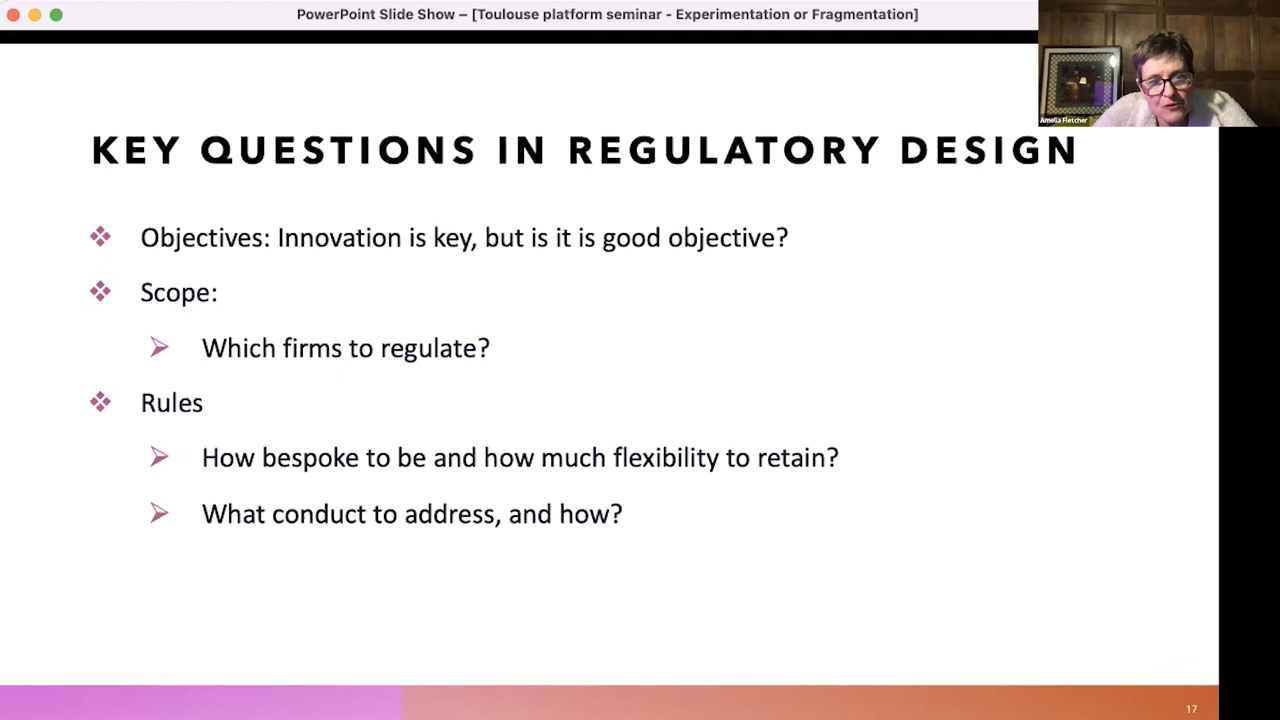 PowerPoint Slide Show – [Toulouse platform seminar - Experimentation or Fragmentation]
Amelia Fletcher
KEY QUESTIONS IN REGULATORY DESIGN
Objectives: Innovation is key, but is it is good objective?
Scope:
Which firms to regulate?
Rules
How bespoke to be and how much flexibility to retain?
What conduct to address, and how?
17